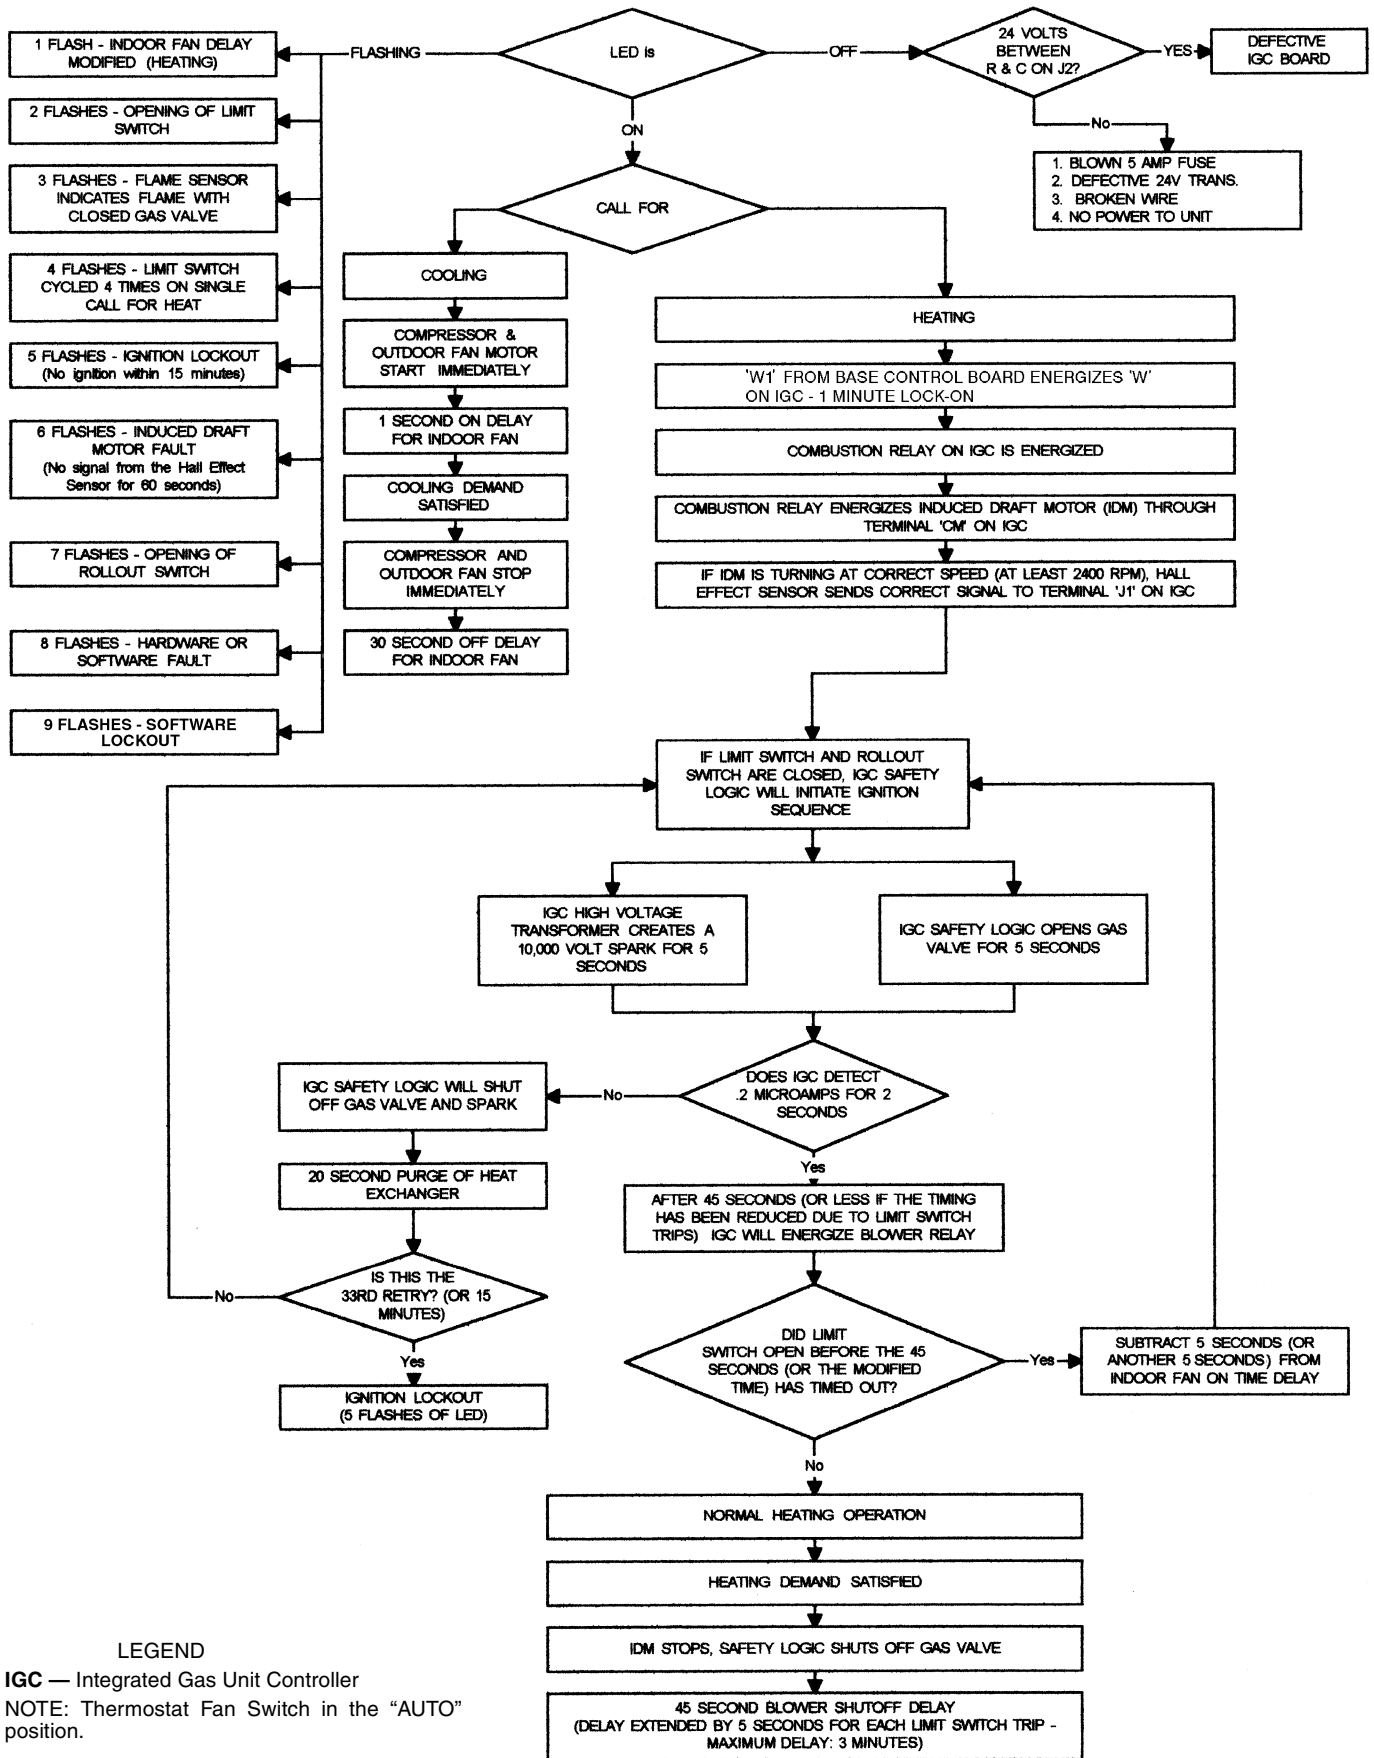 LED IS
FLASHING
OFF
ON
1 FLASH - INDOOR FAN DELAY
MODIFIED (HEATING)
2 FLASHES - OPENING OF LIMIT
SWITCH
3 FLASHES - FLAME SENSOR
INDICATES FLAME WITH
CLOSED GAS VALVE
4 FLASHES - LIMIT SWITCH
CYCLED 4 TIMES ON SINGLE
CALL FOR HEAT
5 FLASHES - IGNITION LOCKOUT
(No ignition within 15 minutes)
6 FLASHES - INDUCED DRAFT
MOTOR FAULT
(No signal from the Hall Effect
Sensor for 60 seconds)
7 FLASHES - OPENING OF
ROLLOUT SWITCH
8 FLASHES - HARDWARE OR
SOFTWARE FAULT
9 FLASHES - SOFTWARE
LOCKOUT
24 VOLTS
BETWEEN
R & C ON J2?
YES
DEFECTIVE
IGC BOARD
No
1. BLOWN 5 AMP FUSE
2. DEFECTIVE 24V TRANS.
3. BROKEN WIRE
4. NO POWER TO UNIT
CALL FOR
COOLING
COMPRESSOR &
OUTDOOR FAN MOTOR
START IMMEDIATELY
1 SECOND ON DELAY
FOR INDOOR FAN
COOLING DEMAND
SATISFIED
COMPRESSOR AND
OUTDOOR FAN STOP
IMMEDIATELY
30 SECOND OFF DELAY
FOR INDOOR FAN
HEATING
'W1' FROM BASE CONTROL BOARD ENERGIZES 'W'
ON IGC - 1 MINUTE LOCK-ON
COMBUSTION RELAY ON IGC IS ENERGIZED
COMBUSTION RELAY ENERGIZES INDUCED DRAFT MOTOR (IDM) THROUGH
TERMINAL 'CM' ON IGC
IF IDM IS TURNING AT CORRECT SPEED (AT LEAST 2400 RPM), HALL
EFFECT SENSOR SENDS CORRECT SIGNAL TO TERMINAL 'J1' ON IGC
IF LIMIT SWITCH AND ROLLOUT
SWITCH ARE CLOSED, IGC SAFETY
LOGIC WILL INITIATE IGNITION
SEQUENCE
IGC HIGH VOLTAGE
TRANSFORMER CREATES A
10,000 VOLT SPARK FOR 5
SECONDS
IGC SAFETY LOGIC OPENS GAS
VALVE FOR 5 SECONDS
DOES IGC DETECT
.2 MICROAMPS FOR 2
SECONDS
No
IGC SAFETY LOGIC WILL SHUT
OFF GAS VALVE AND SPARK
20 SECOND PURGE OF HEAT
EXCHANGER
IS THIS THE
33RD RETRY? (OR 15
MINUTES)
No
Yes
IGNITION LOCKOUT
(5 FLASHES OF LED)
Yes
AFTER 45 SECONDS (OR LESS IF THE TIMING
HAS BEEN REDUCED DUE TO LIMIT SWITCH
TRIPS) IGC WILL ENERGIZE BLOWER RELAY
DID LIMIT
SWITCH OPEN BEFORE THE 45
SECONDS (OR THE MODIFIED
TIME) HAS TIMED OUT?
Yes
SUBTRACT 5 SECONDS (OR
ANOTHER 5 SECONDS) FROM
INDOOR FAN ON TIME DELAY
No
NORMAL HEATING OPERATION
HEATING DEMAND SATISFIED
IDM STOPS, SAFETY LOGIC SHUTS OFF GAS VALVE
45 SECOND BLOWER SHUTOFF DELAY
(DELAY EXTENDED BY 5 SECONDS FOR EACH LIMIT SWITCH TRIP -
MAXIMUM DELAY: 3 MINUTES)
LEGEND
IGC — Integrated Gas Unit Controller
NOTE: Thermostat Fan Switch in the “AUTO”
position.